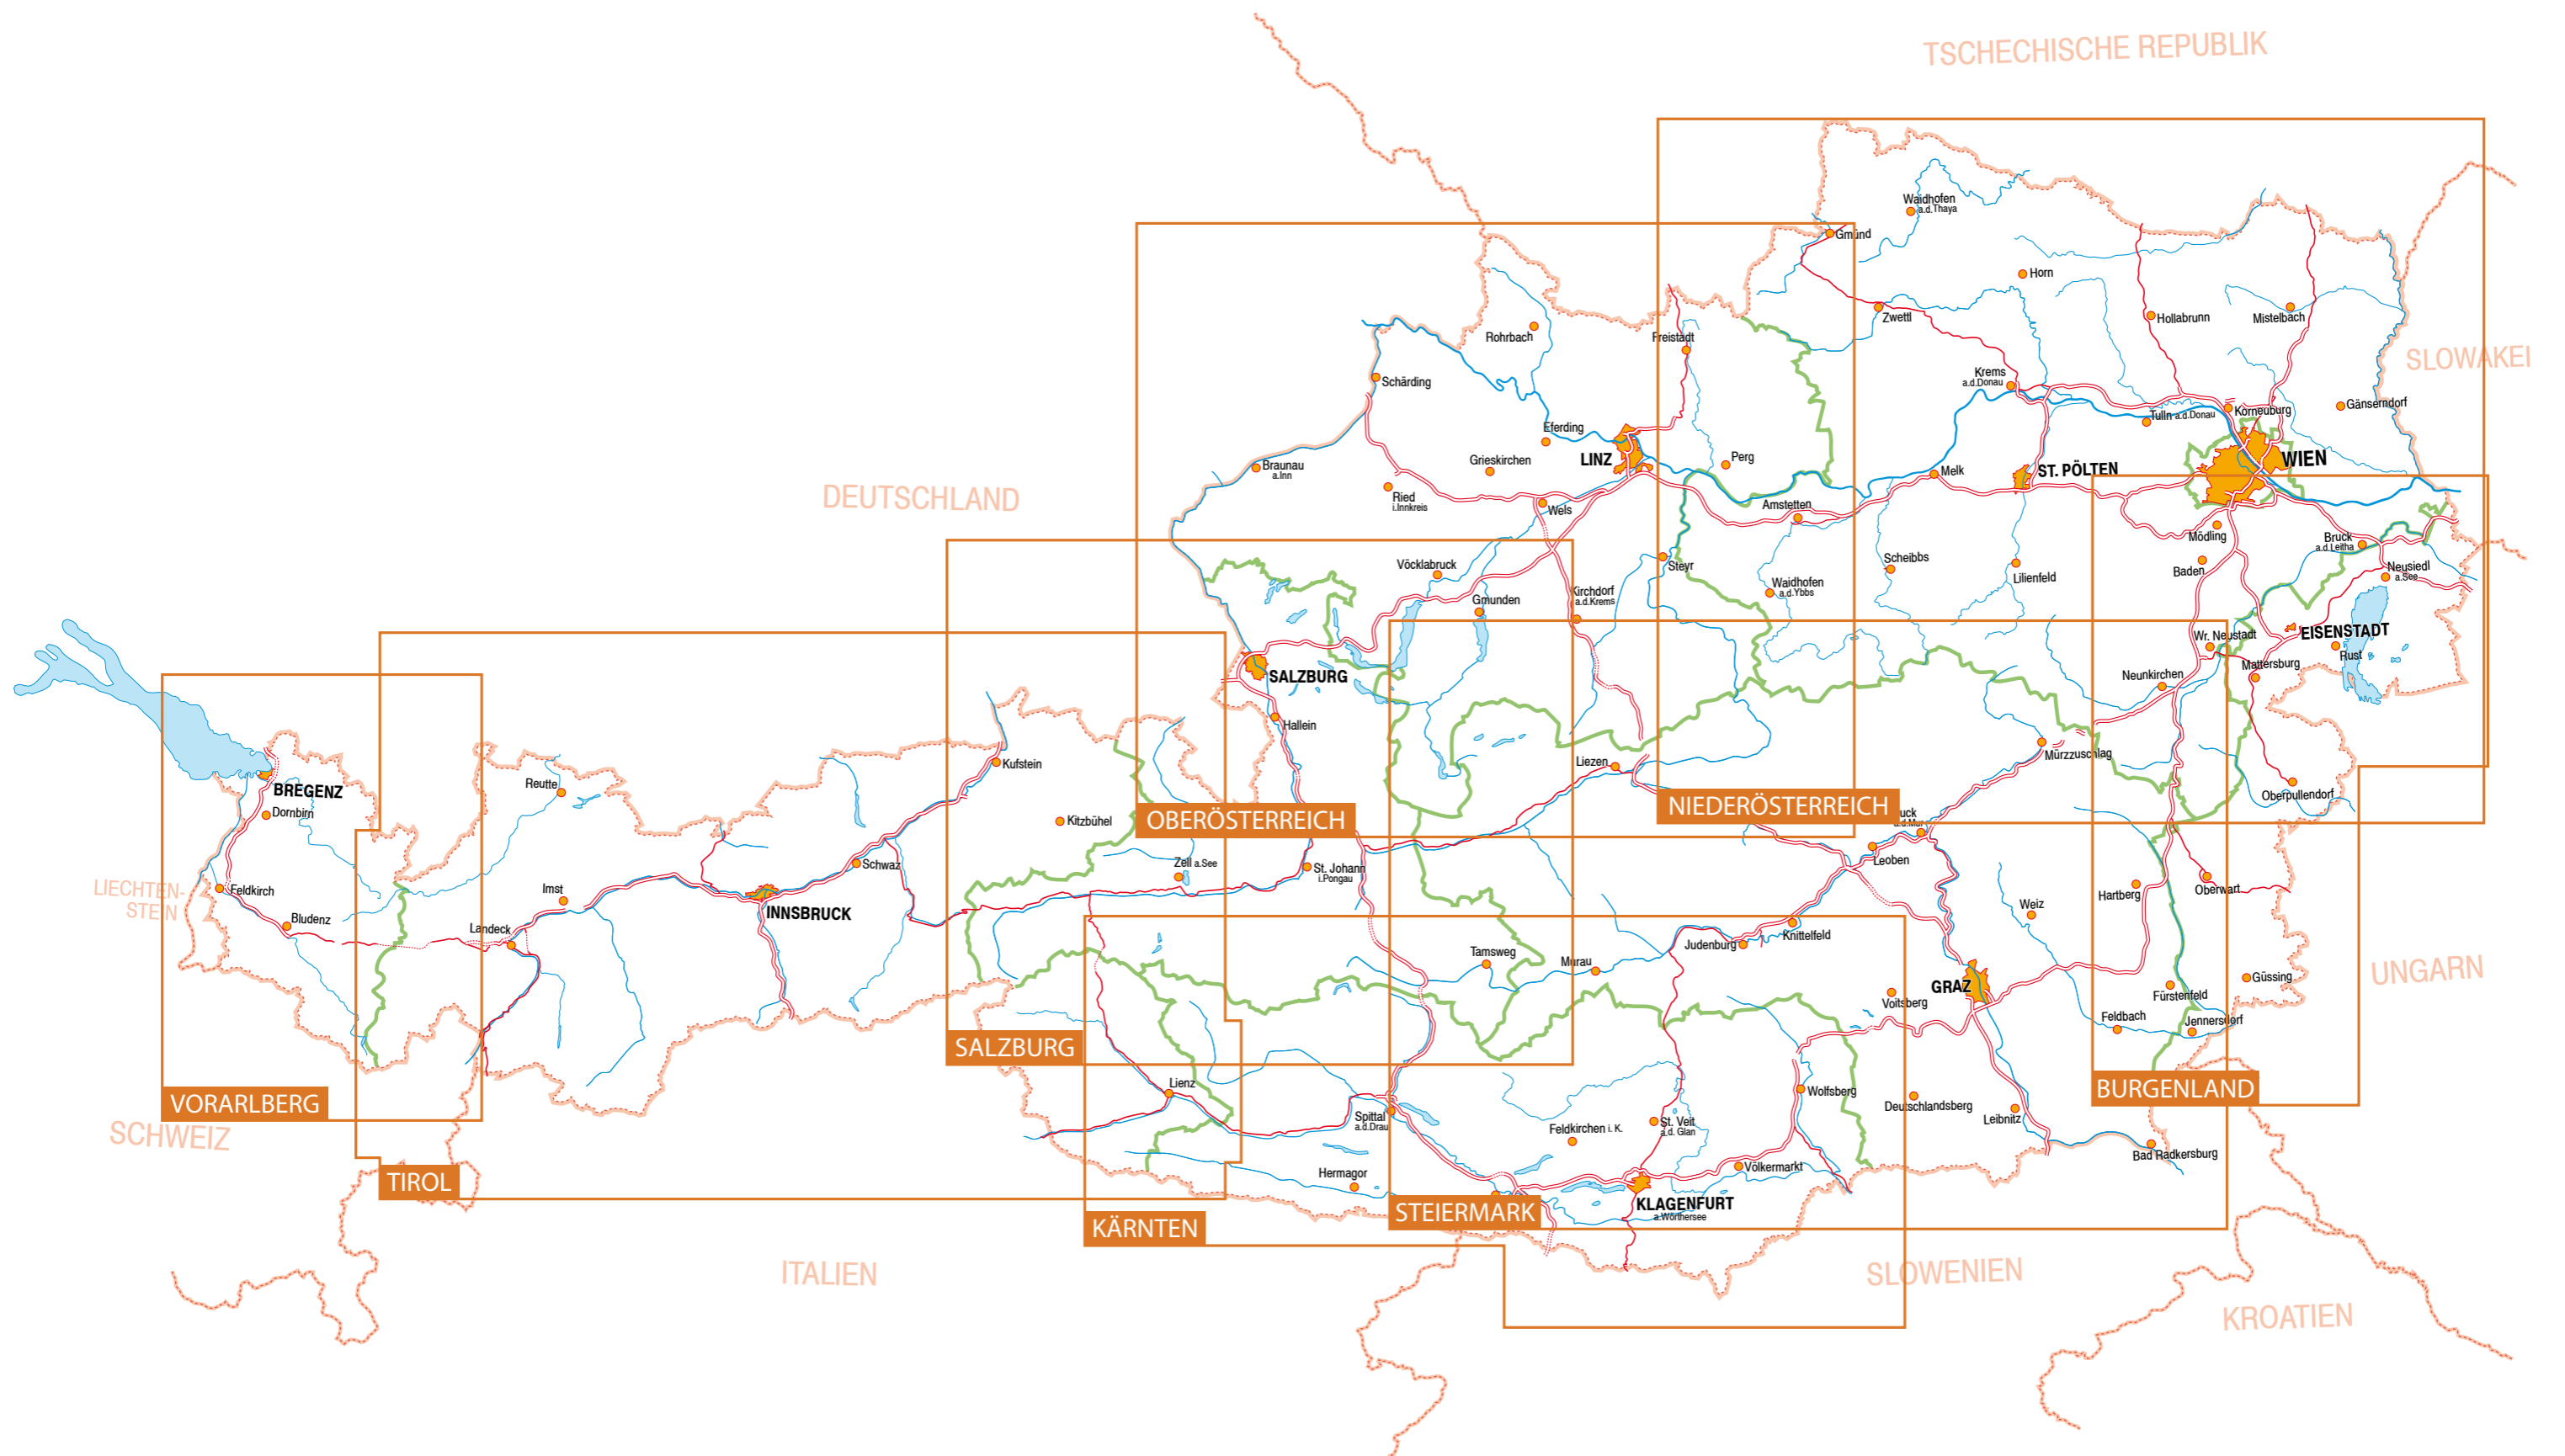 TSCHECHISCHE REPUBLIK
Waidhofen
a.d.Thaya
Gmünd
Horn
Zwettl
Hollabrunn
Mistelbach
Rohrbach
Freistadt
SLOWAKEI
Schärding
Krems
a.d.Donau
Gänserndorf
Tulln a.d.Donau
Korneuburg
Eferding
LINZ
Grieskirchen
Perg
Braunau
a.Inn
Melk
ST. PÖLTEN
WIEN
DEUTSCHLAND
Ried
i.Innkreis
Wels
Amstetten
Mödling
Bruck
a.d.Leitha
Vöcklabruck
Steyr
Scheibbs
Lilienfeld
Baden
Neusiedl
a.See
Gmunden
Kirchdorf
a.d.Krems
Waidhofen
a.d.Ybbs
Wr. Neustadt
EISENSTADT
Rust
SALZBURG
Neunkirchen
Mattersburg
Hallein
Kufstein
Liezen
Mürzzuschlag
BREGENZ
Reutte
Oberpullendorf
Dornbirn
Kitzbühel
OBERÖSTERREICH
NIEDERÖSTERREICH
uck
a.d.Mur
Schwaz
Zell a.See
St. Johann
i.Pongau
Leoben
LIECHTEN-
STEIN
Feldkirch
Imst
Hartberg
Oberwart
Bludenz
Landeck
INNSBRUCK
Weiz
Judenburg
Knittelfeld
Tamsweg
Murau
GRAZ
UNGARN
Güssing
Voitsberg
Fürstenfeld
Feldbach
Jennersdorf
SALZBURG
Lienz
Wolfsberg
BURGENLAND
VORARLBERG
Deutschlandsberg
Leibnitz
SCHWEIZ
Spittal
a.d.Drau
Feldkirchen i. K.
St. Veit
a.d. Glan
Bad Radkersburg
TIROL
Hermagor
Völkermarkt
KÄRNTEN
STEIERMARK
KLAGENFURT
a.Wörthersee
ITALIEN
SLOWENIEN
KROATIEN